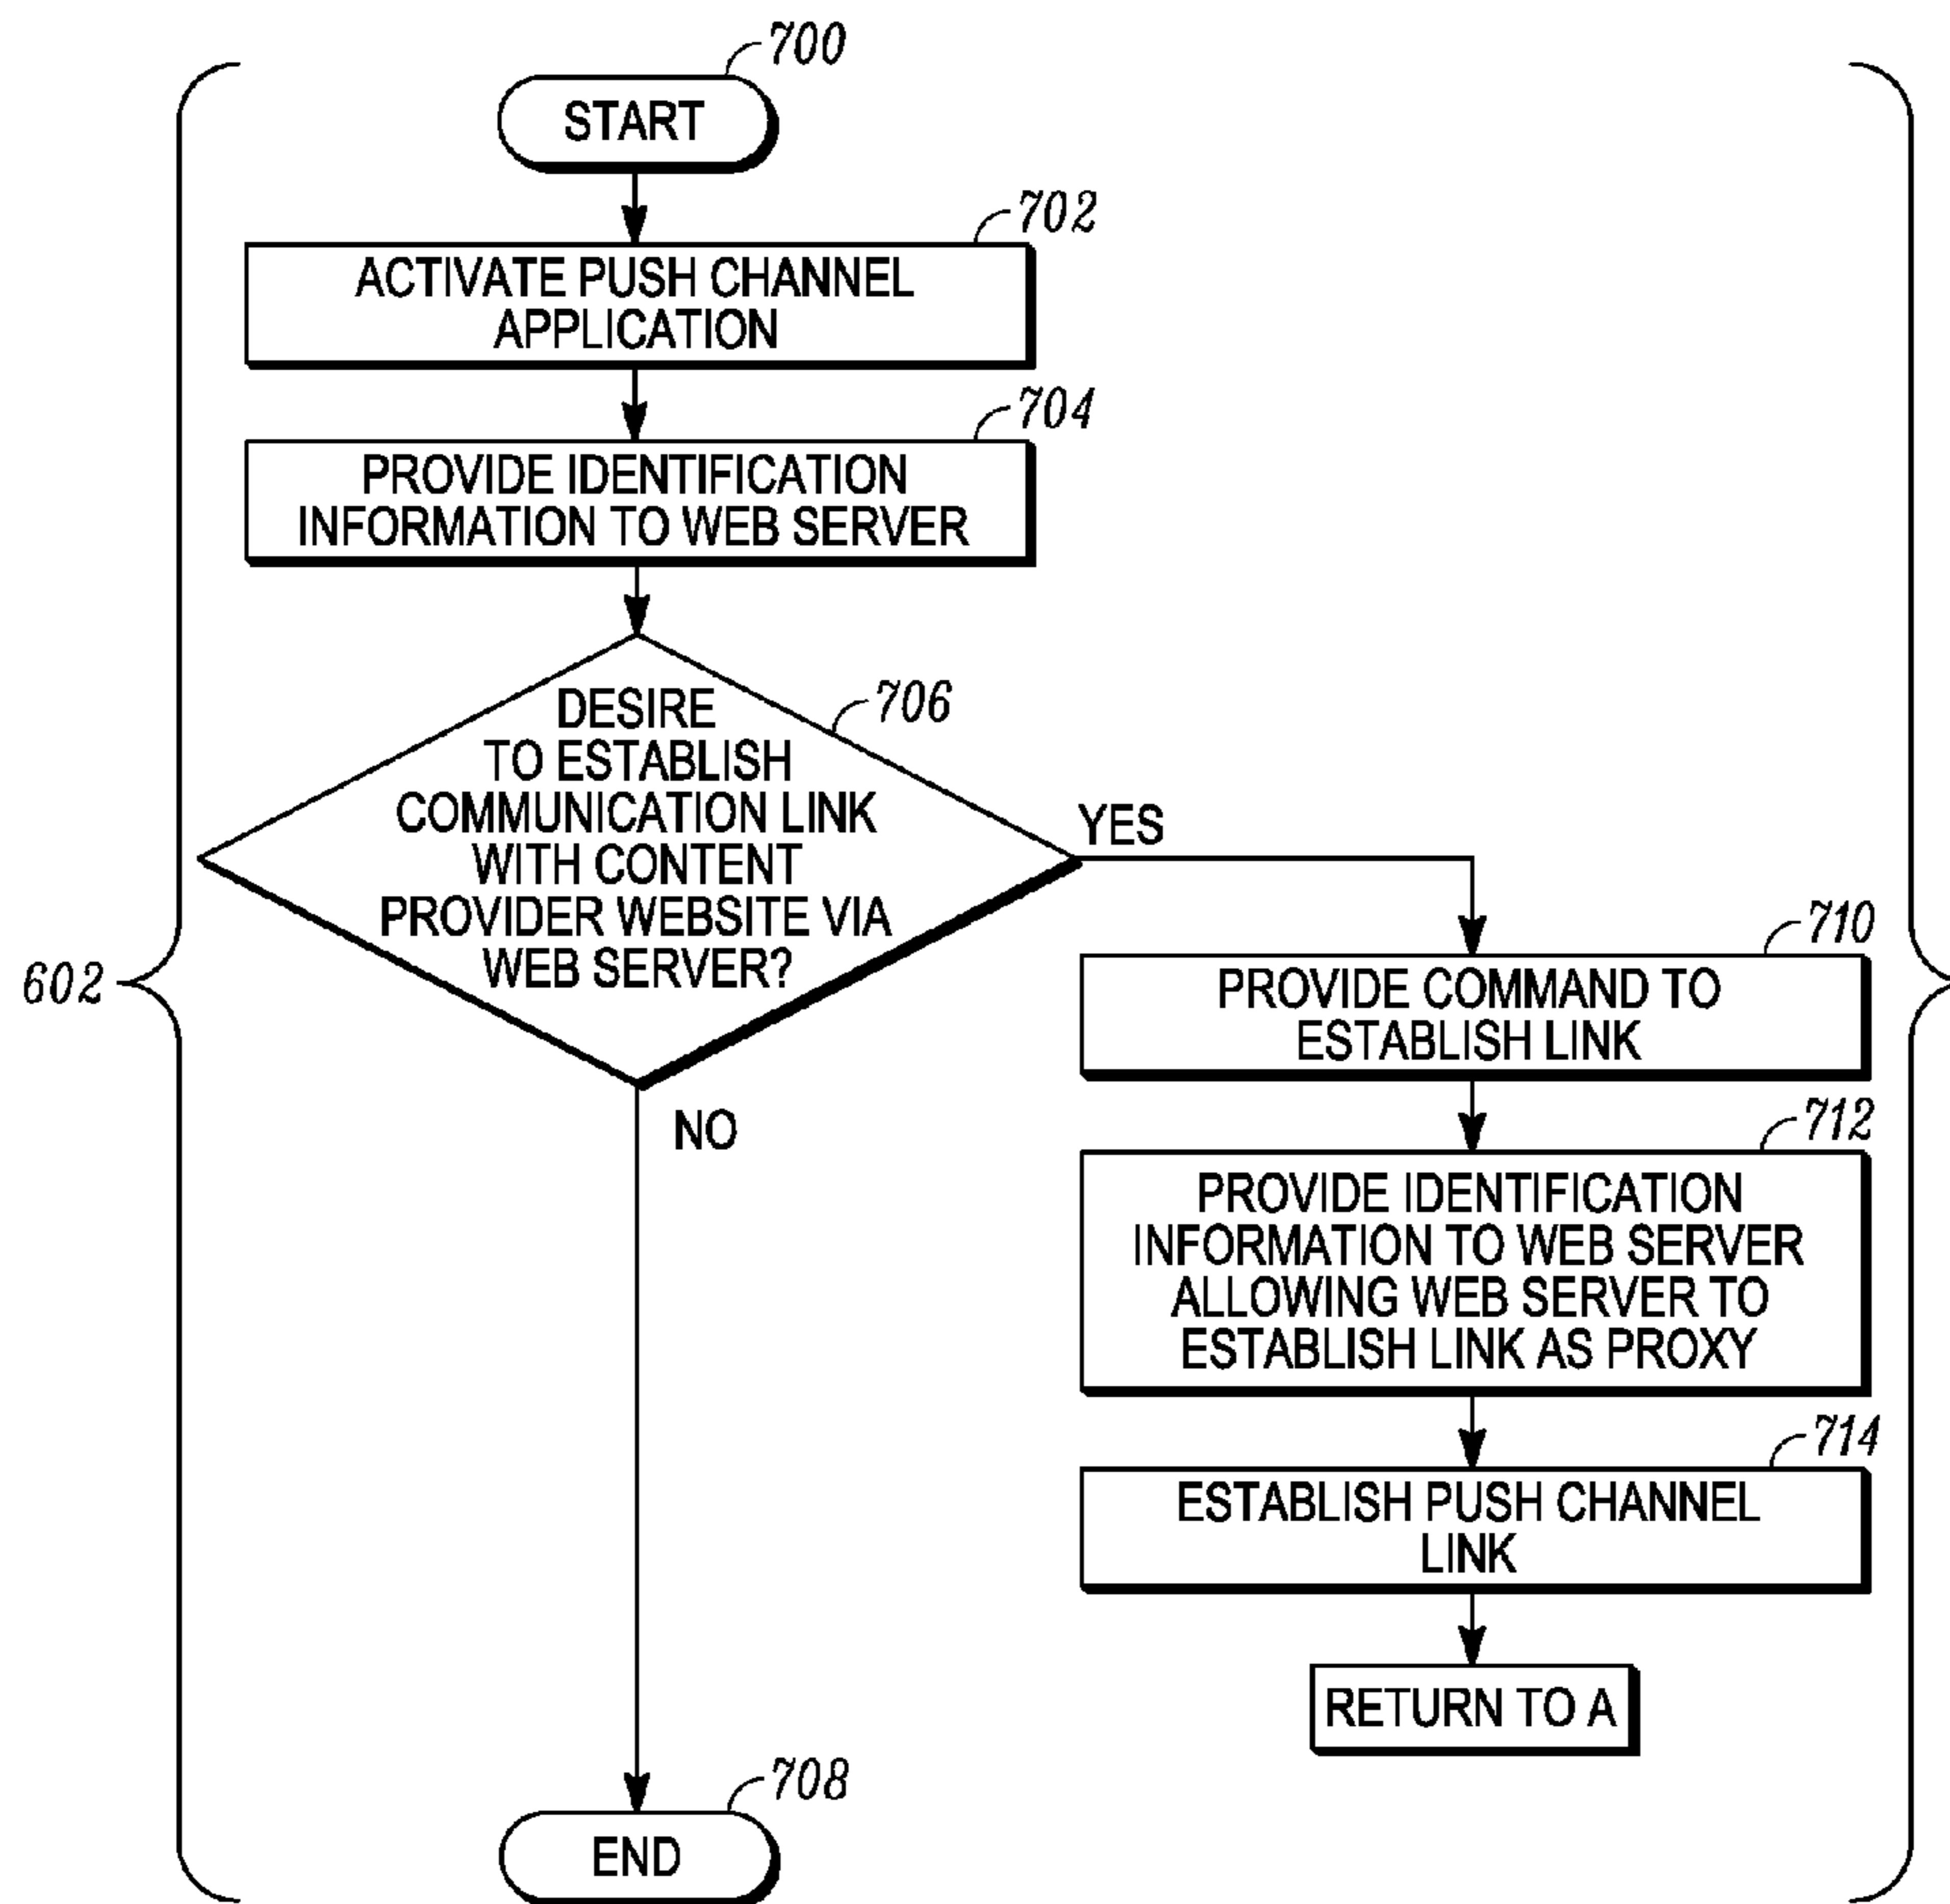 700
START
702
ACTIVATE PUSH CHANNEL
APPLICATION
704
PROVIDE IDENTIFICATION
INFORMATION TO WEB SERVER
706
DESIRE
TO ESTABLISH
COMMUNICATION LINK
WITH CONTENT
PROVIDER WEBSITE VIA
WEB SERVER?
YES
NO
602
710
PROVIDE COMMAND TO
ESTABLISH LINK
712
PROVIDE IDENTIFICATION
INFORMATION TO WEB SERVER
ALLOWING WEB SERVER TO
ESTABLISH LINK AS PROXY
714
ESTABLISH PUSH CHANNEL
LINK
RETURN TO A
708
END